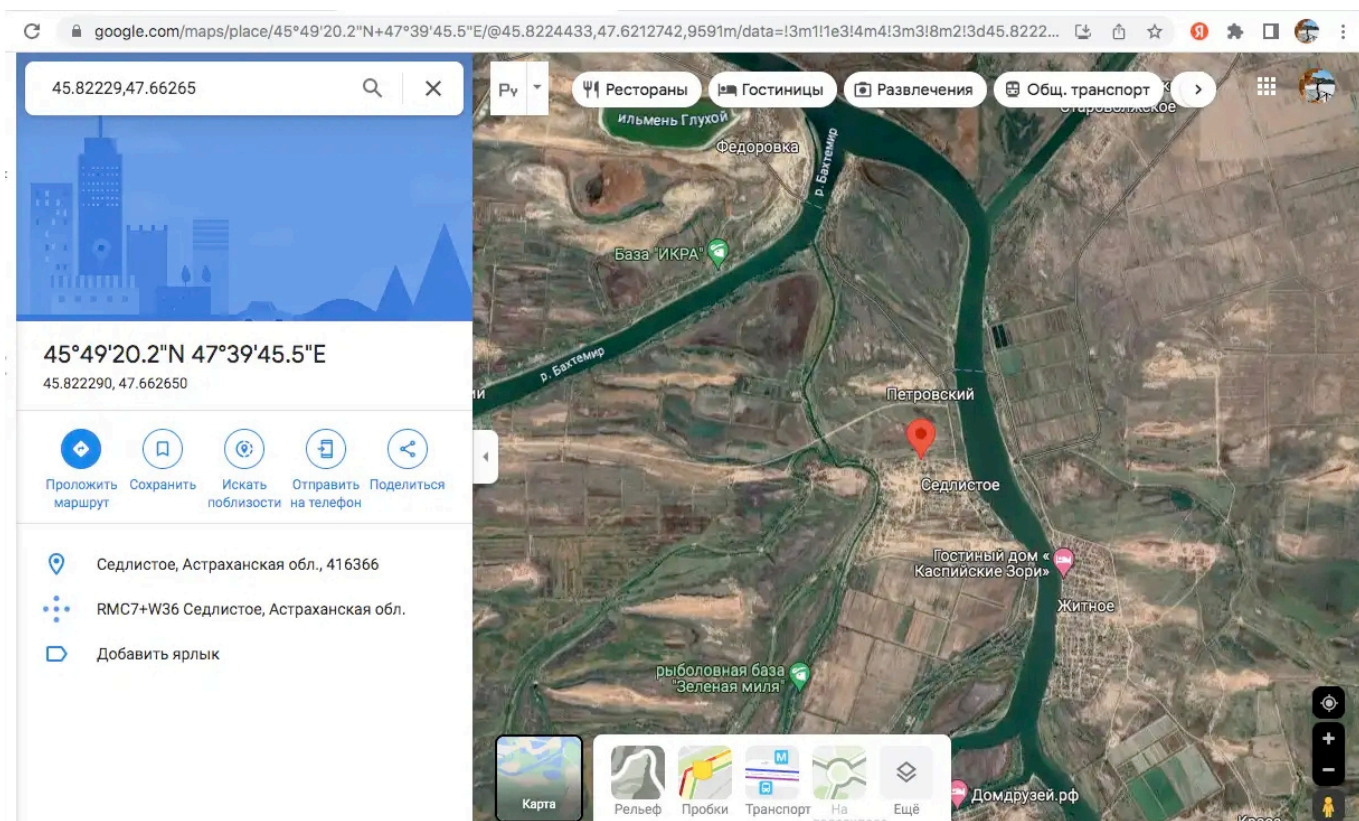 google.com/maps/place/45°49'20.2"N+47°39'45.5"E/@45.8224433,47.6212742,9591m/data=!3m1!1e3!4m4!3m3!8m2!3d45.8222...
Я
45.82229,47.66265
Ру
Рестораны
Гостиницы
Развлечения
Общ. транспорт
Староволжское
ильмень Глухой
Федоровка
р. Бахтемир
База "ИКРА"
45°49'20.2"N 47°39'45.5"E
45.822290, 47.662650
р. Бахтемир
Петровский
Проложить
маршрут
Сохранить
Искать
поблизости
Отправить
на телефон
Поделиться
Седлистое
Седлистое, Астраханская обл., 416366
Гостиный дом «
Каспийские Зори»
RMC7+W36 Седлистое, Астраханская обл.
Житное
Добавить ярлык
рыболовная база
"Зеленая миля"
M
Карта
Рельеф
Пробки
Транспорт
На
Ещё
Домдрузей.рф